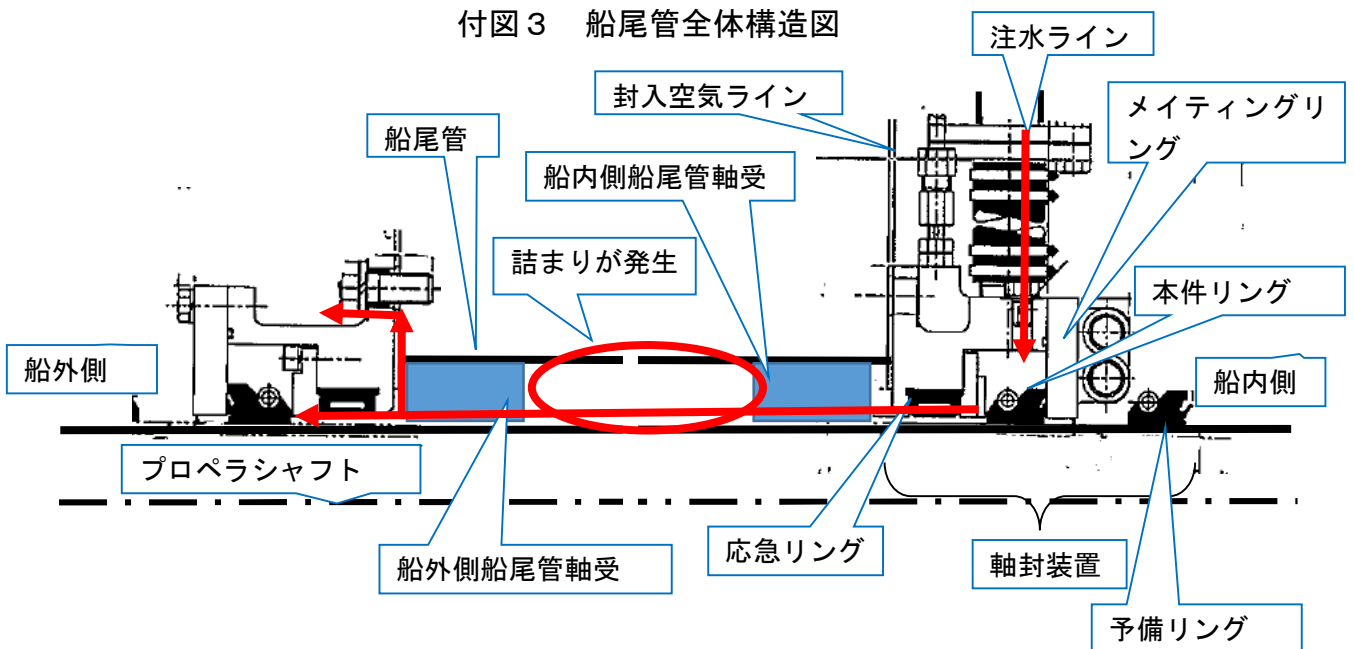 付図３　船尾管全体構造図
注水ライン
封入空気ライン
メイティングリ
ング
船尾管
船内側船尾管軸受
詰まりが発生
本件リング
船外側
船内側
プロペラシャフト
船外側船尾管軸受
応急リング
軸封装置
予備リング